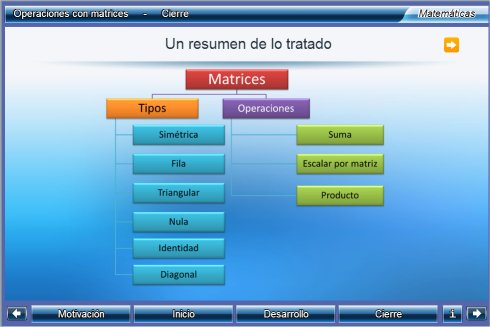 Operaciones con matrices - Cierre
Matemáticas
Un resumen de lo tratado
Matrices
Tipos
Operaciones
Simétrica
Suma
Fila
Escalar por matriz
Triangular
Producto
Nula
Identidad
Diagonal
Motivación
Inicio
Desarrollo
Cierre
i